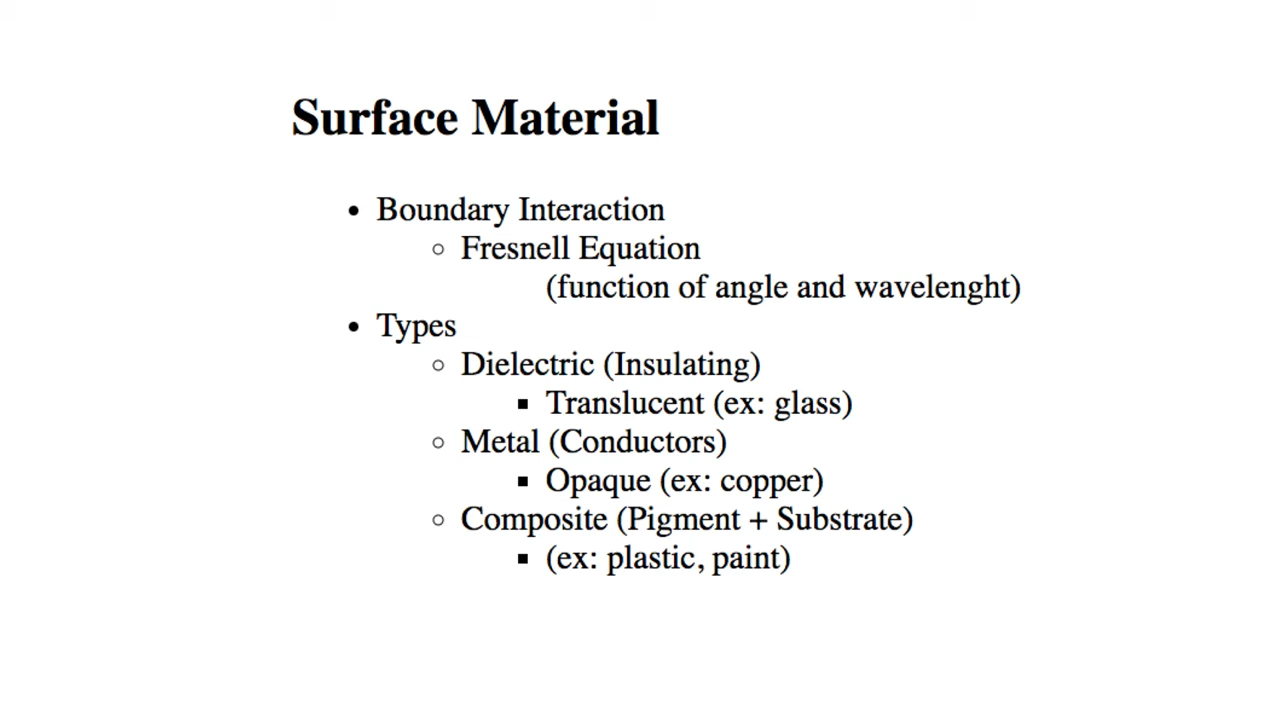 Surface Material
• Boundary Interaction
◦ Fresnell Equation
(function of angle and wavelenght)
• Types
◦ Dielectric (Insulating)
▪ Translucent (ex: glass)
◦ Metal (Conductors)
▪ Opaque (ex: copper)
◦ Composite (Pigment + Substrate)
▪ (ex: plastic, paint)